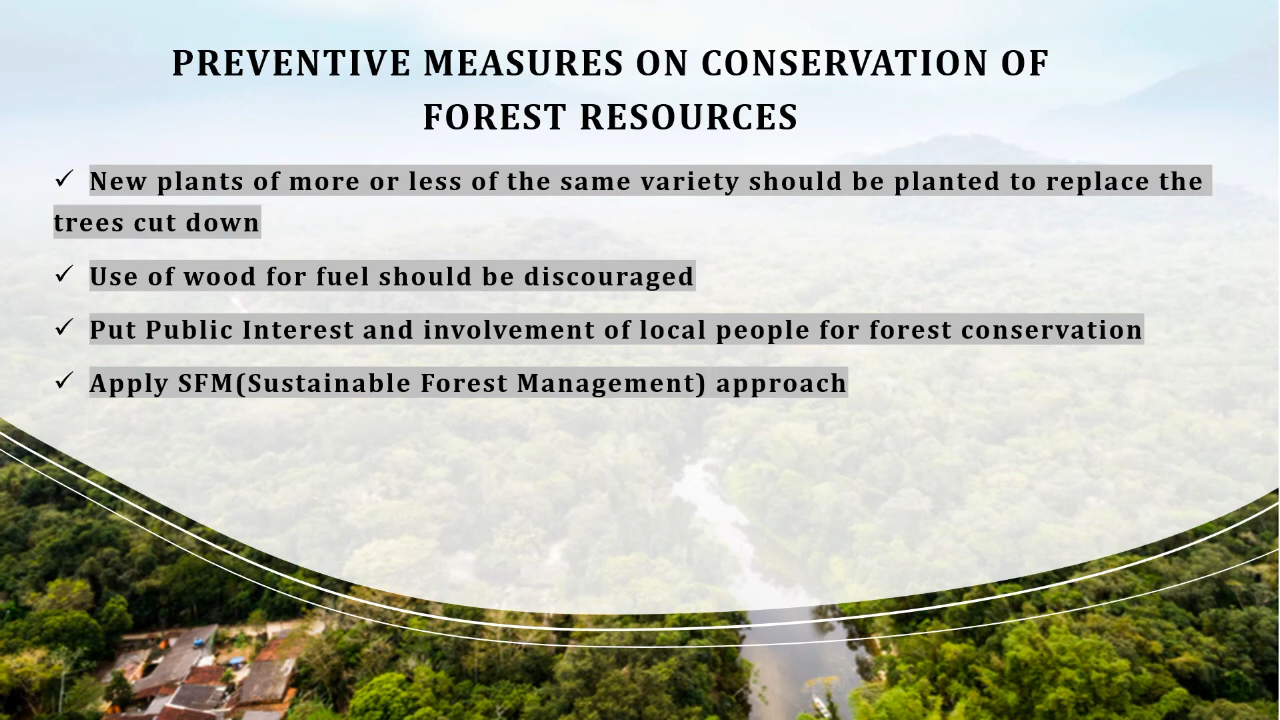 PREVENTIVE MEASURES ON CONSERVATION OF
FOREST RESOURCES
✓ New plants of more or less of the same variety should be planted to replace the
trees cut down
✓ Use of wood for fuel should be discouraged
✓ Put Public Interest and involvement of local people for forest conservation
✓ Apply SFM(Sustainable Forest Management) approach